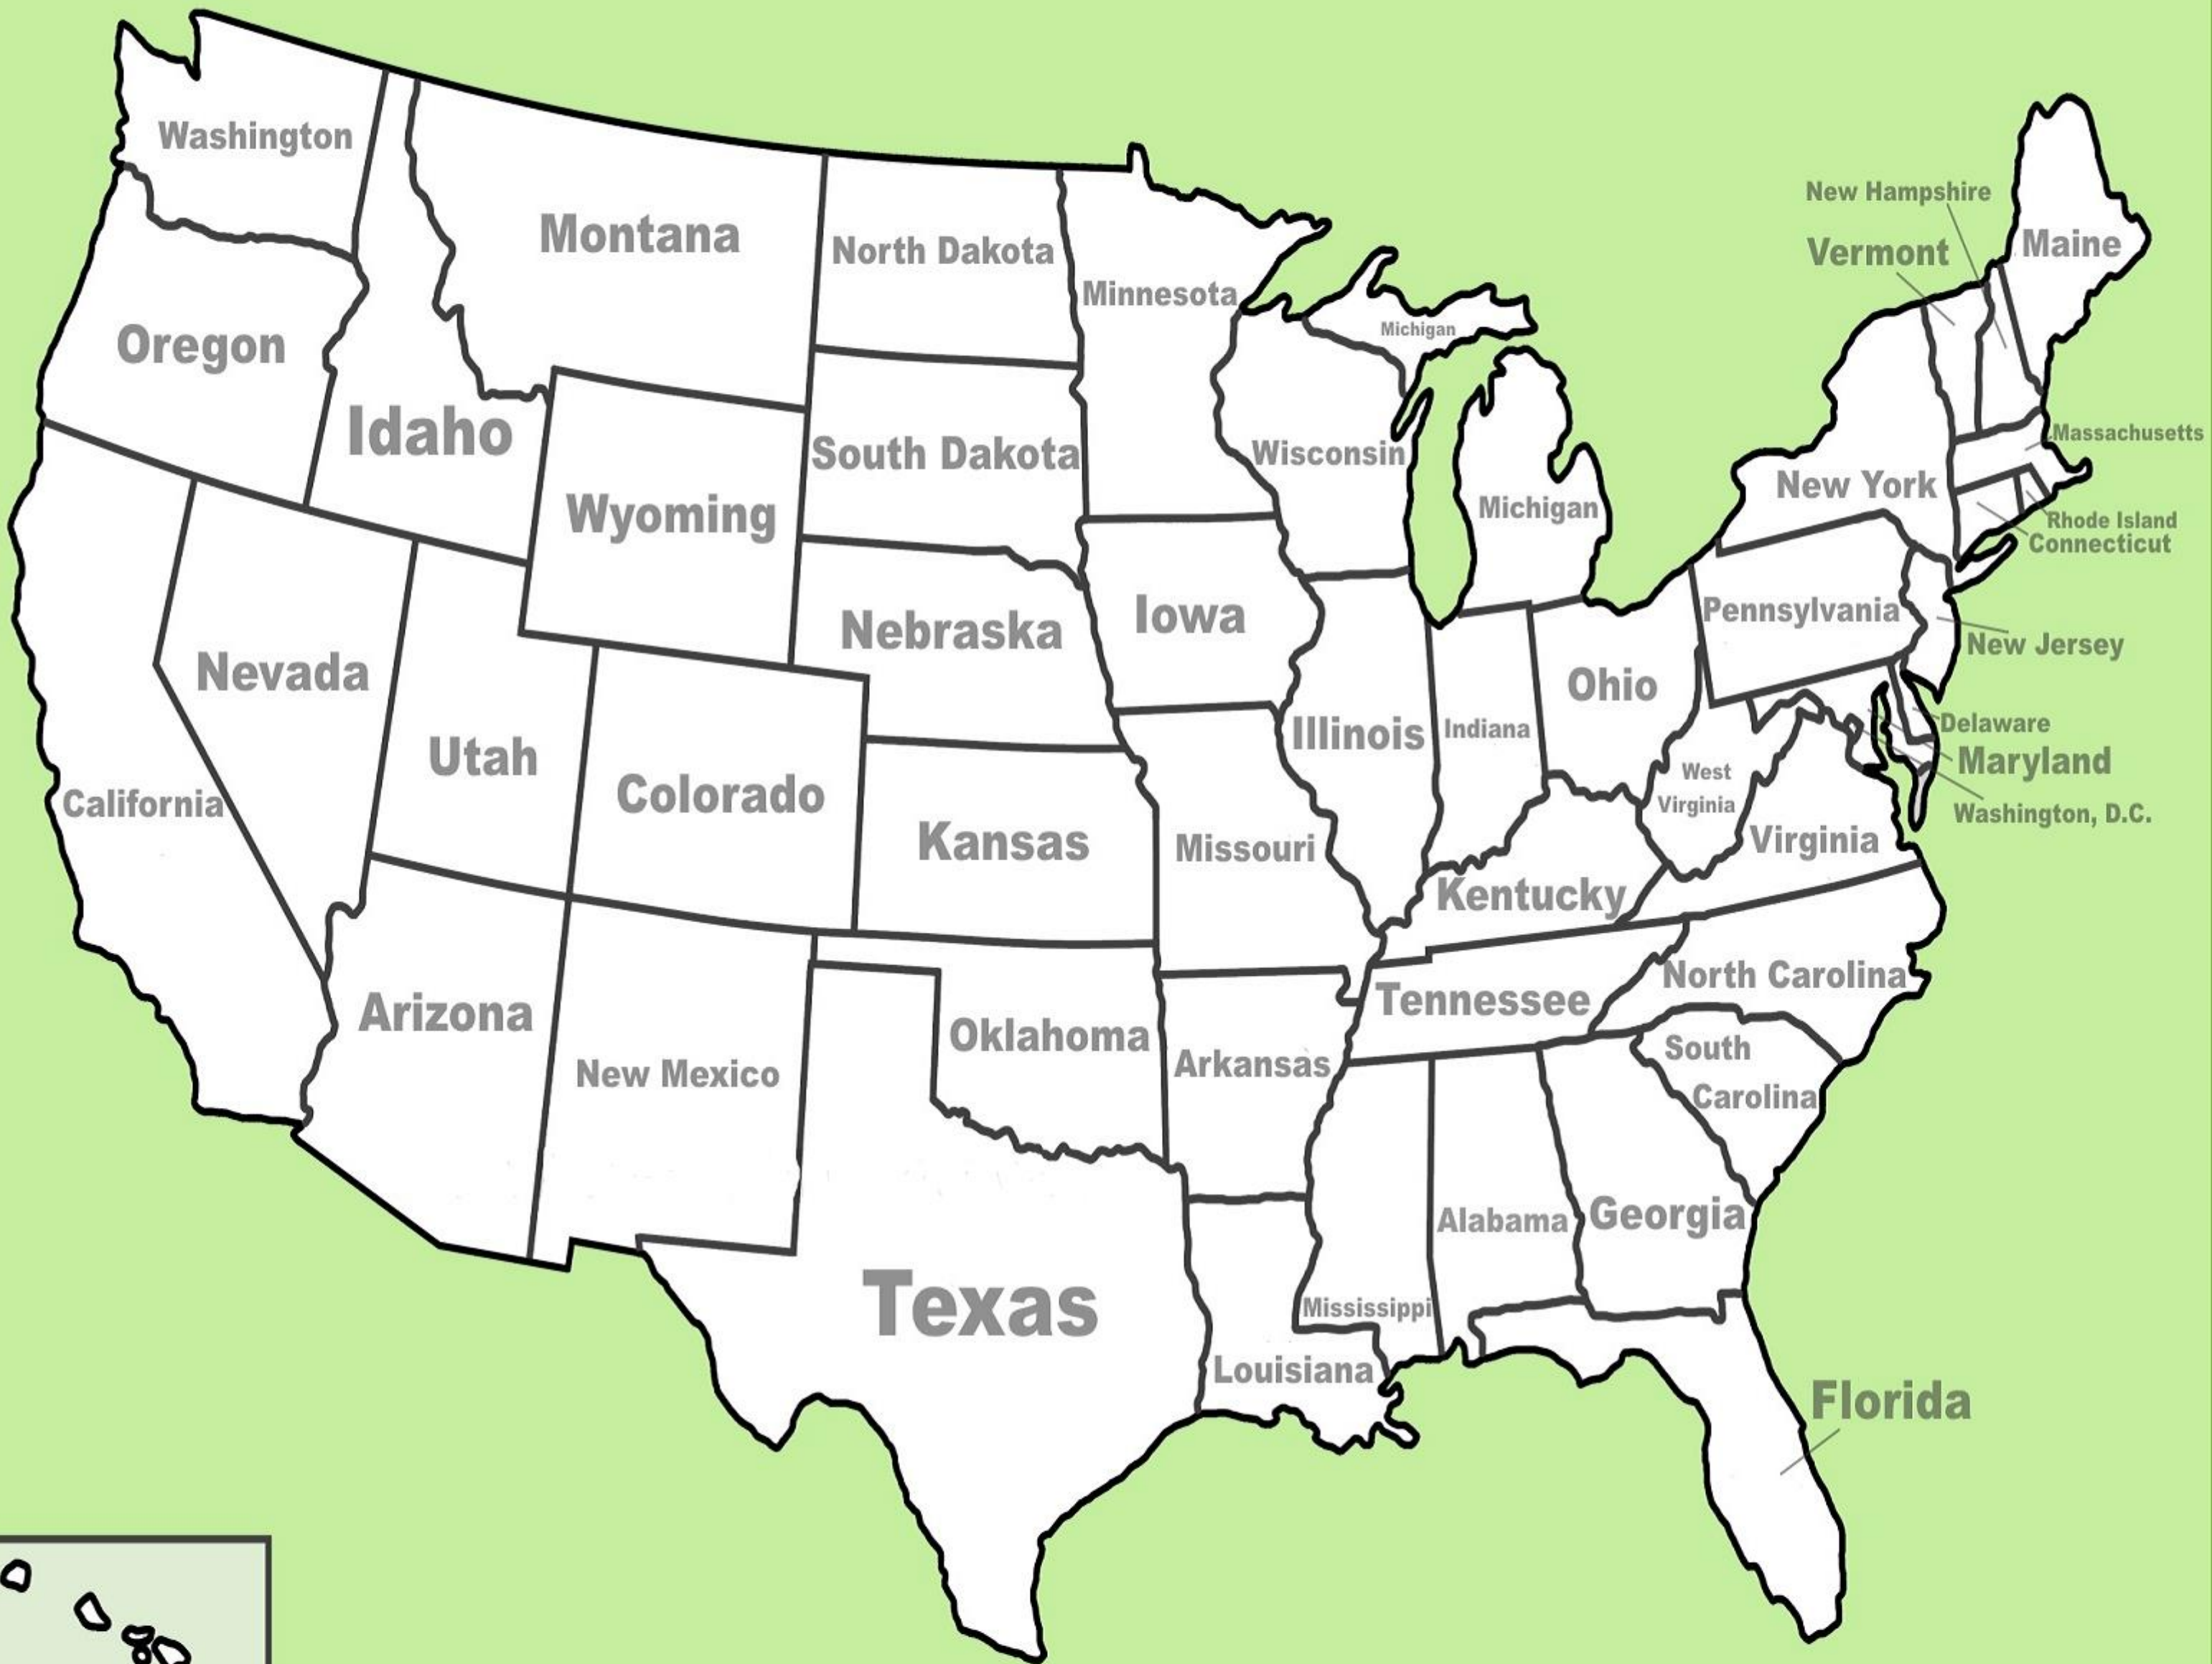 Washington
New Hampshire
Montana
Vermont
Maine
North Dakota
Minnesota
Michigan
Oregon
Idaho
Massachusetts
South Dakota
Wisconsin
New York
Michigan
Wyoming
Rhode Island
Connecticut
Iowa
Pennsylvania
Nebraska
New Jersey
Nevada
Ohio
Delaware
Illinois
Indiana
Utah
Maryland
West
Virginia
Colorado
California
Washington, D.C.
Kansas
Missouri
Virginia
Kentucky
North Carolina
Tennessee
Arizona
Oklahoma
South
Carolina
Arkansas
New Mexico
Georgia
Alabama
Texas
Mississippi
Louisiana
Florida